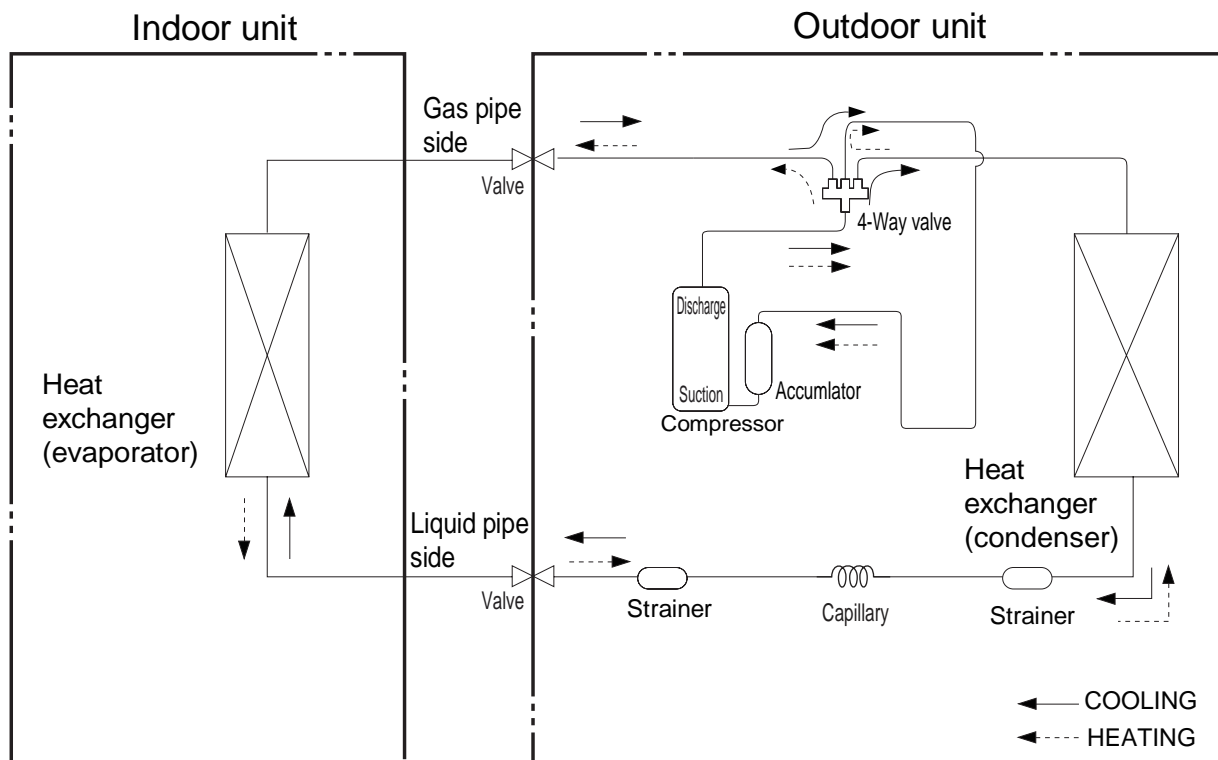 Indoor unit
Outdoor unit
Gas pipe
side
Valve
4-Way valve
Discharge
Suction
Accumlator
Compressor
Heat
exchanger
(evaporator)
Heat
exchanger
(condenser)
Liquid pipe
side
Valve
Strainer
Capillary
Strainer
COOLING
HEATING